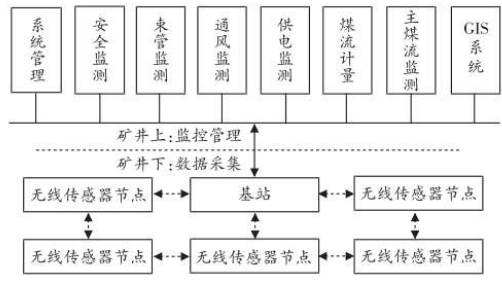 系统管理
安全监测
束管监测
通风监测
供电监测
煤流计量
主煤流监测
GIS系统
矿井上:监控管理
矿井下:数据采集
无线传感器节点
基站
无线传感器节点
无线传感器节点
无线传感器节点
无线传感器节点